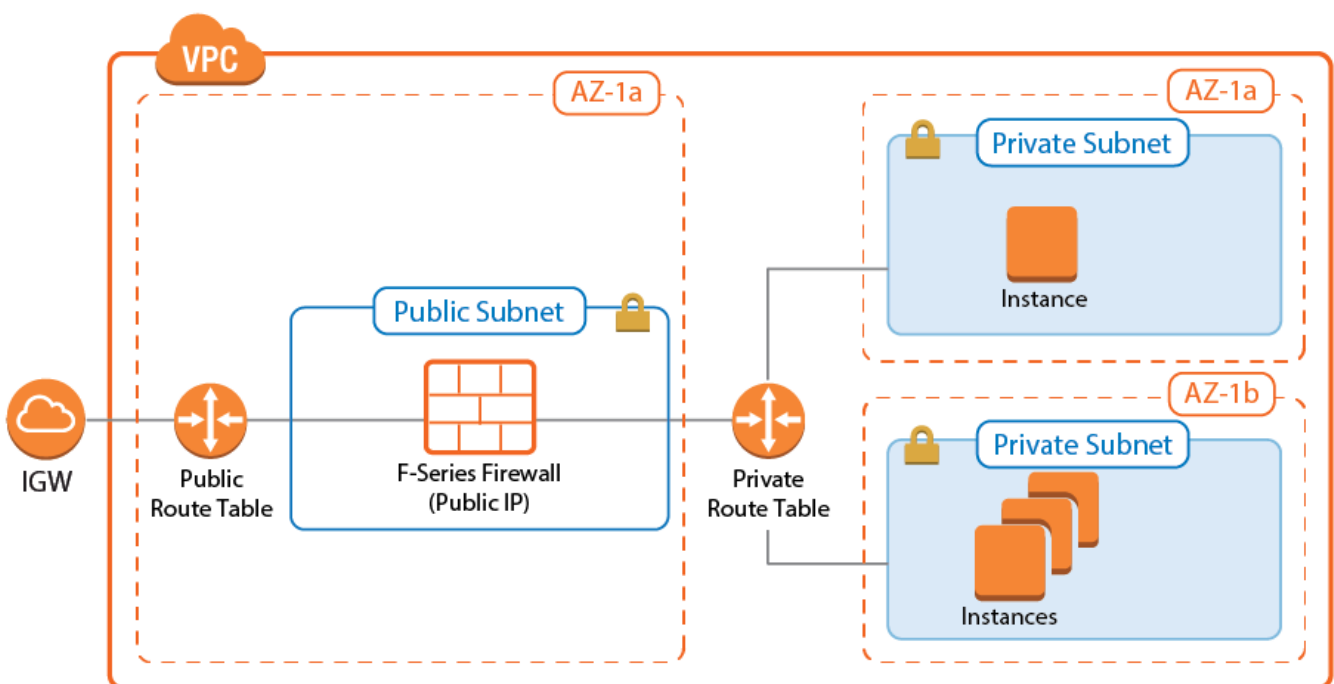 VPC
AZ-1a
AZ-1a
Private Subnet
Instance
Public Subnet
AZ-1b
Private Subnet
IGW
Public
Route Table
F-Series Firewall
(Public IP)
Private
Route Table
Instances